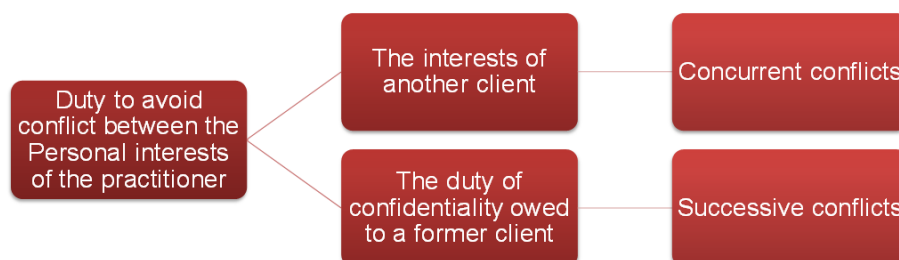 Duty to avoid
conflict between the
Personal interests
of the practitioner
The interests of
another client
Concurrent conflicts
The duty of
confidentiality owed
to a former client
Successive conflicts